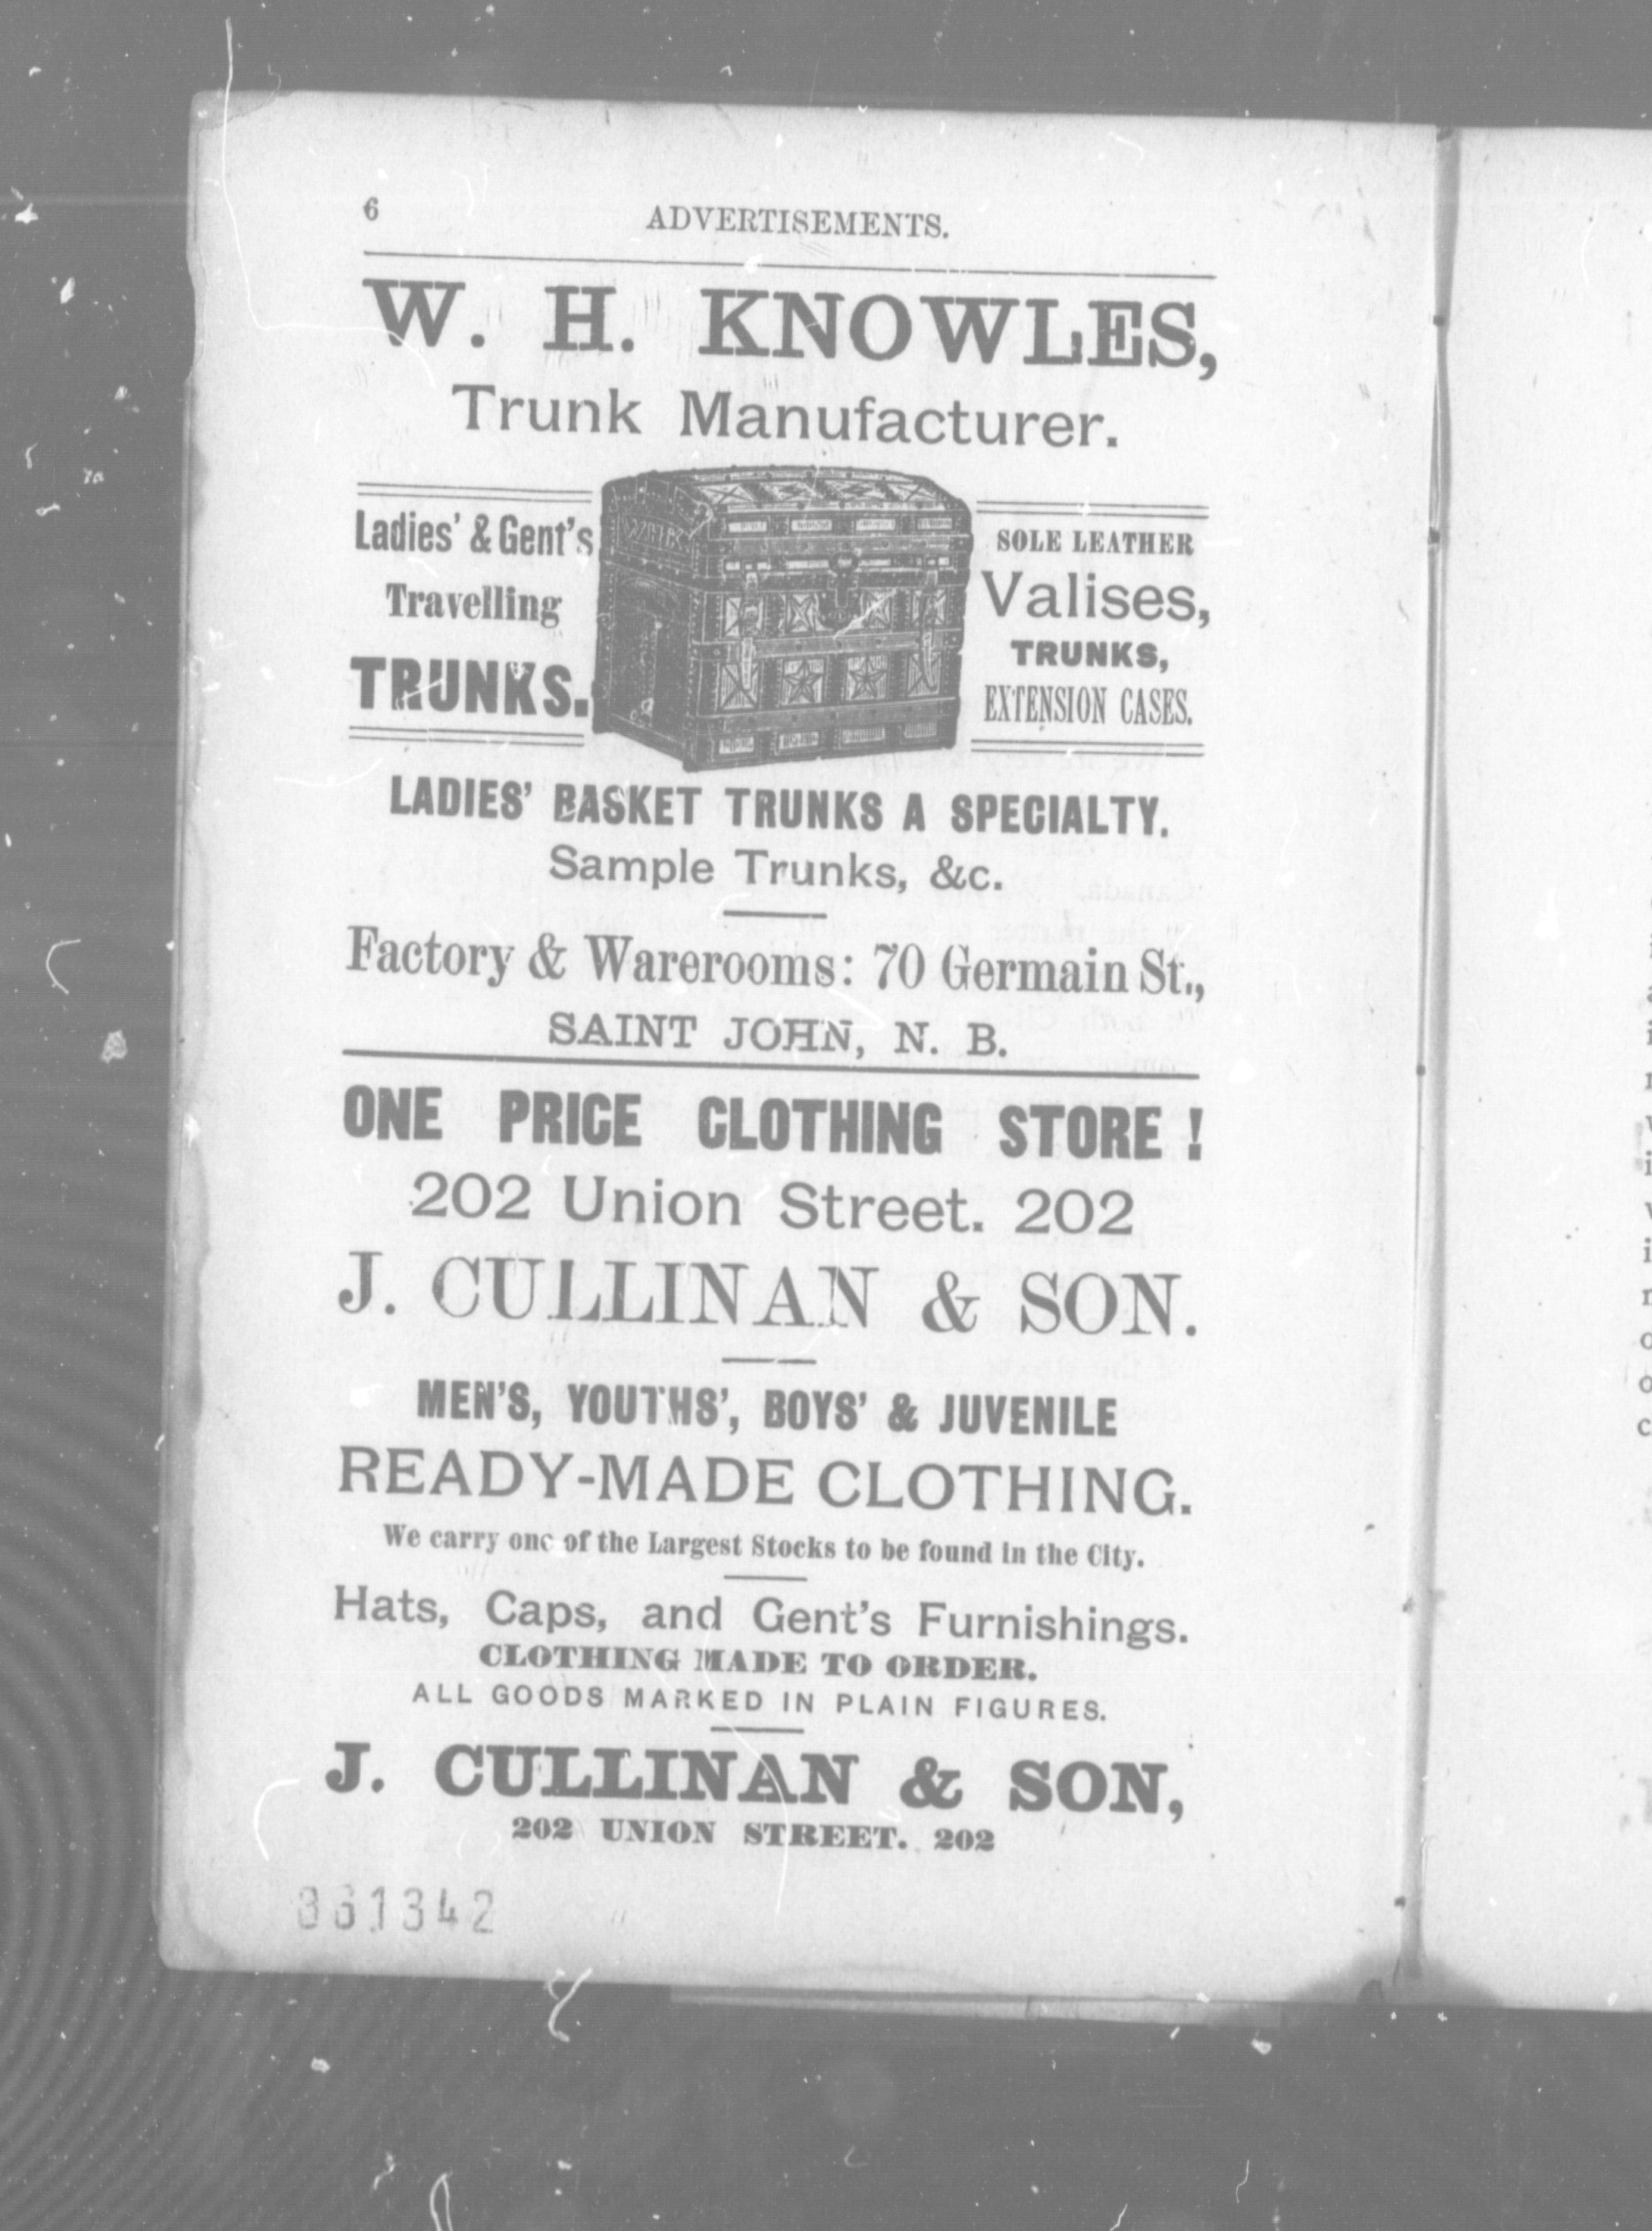 6 ADVERTISEMENTS.
W. H. KNOWLES,
Trunk Manufacturer.
Ladies' & Gent's
Travelling
TRUNKS.
W.H.K.
SOLE LEATHER
Valises,
TRUNKS,
EXTENSION CASES.
LADIES' BASKET TRUNKS A SPECIALTY.
Sample Trunks, &c.
Factory & Warerooms: 70 Germain St.,
SAINT JOHN, N. B.
ONE PRICE CLOTHING STORE !
202 Union Street. 202
J. CULLINAN & SON.
MEN'S, YOUTHS', BOYS' & JUVENILE
READY-MADE CLOTHING.
We carry one of the Largest Stocks to be found in the City.
Hats, Caps, and Gent's Furnishings.
CLOTHING MADE TO ORDER.
ALL GOODS MARKED IN PLAIN FIGURES.
J. CULLINAN & SON,
202 UNION STREET. 202